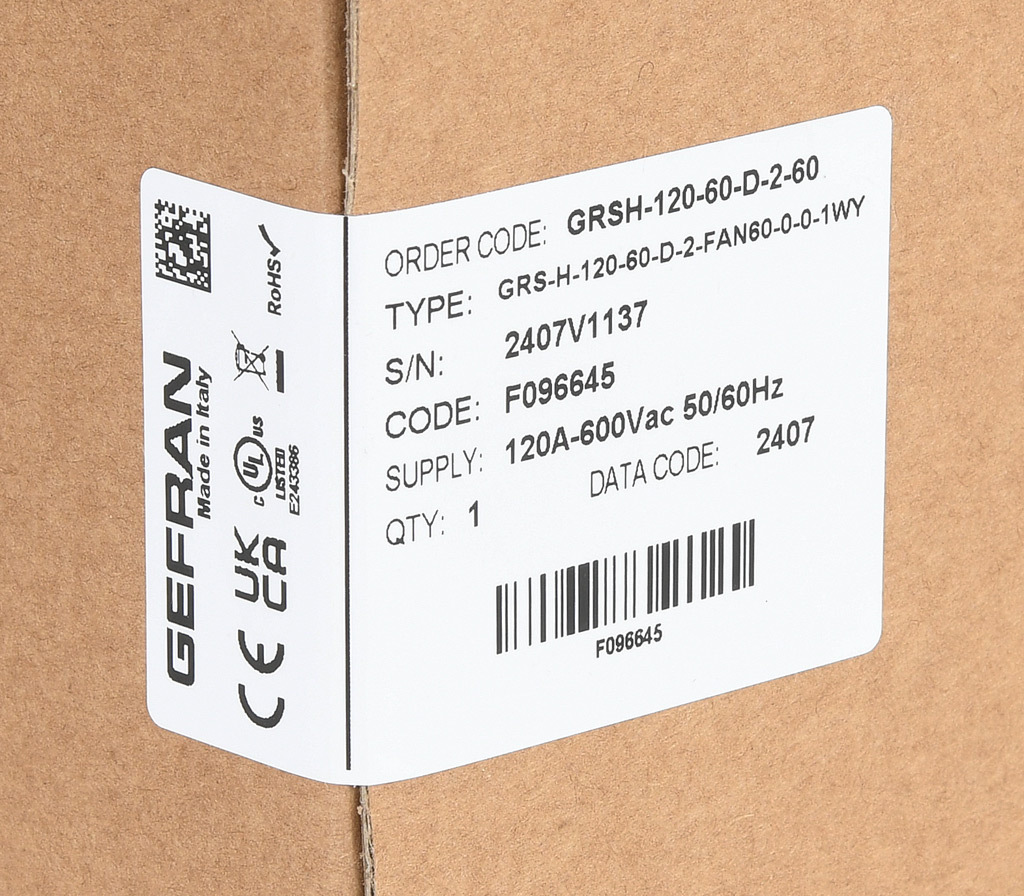 GEFRAN
Made in Italy
CE
UK
CA
c UL us
LISTED
E243386
RoHS
ORDER CODE: GRSH-120-60-D-2-60
TYPE: GRS-H-120-60-D-2-FAN60-0-0-1WY
S/N: 2407V1137
CODE: F096645
SUPPLY: 120A-600Vac 50/60Hz
QTY: 1 DATA CODE: 2407
F096645